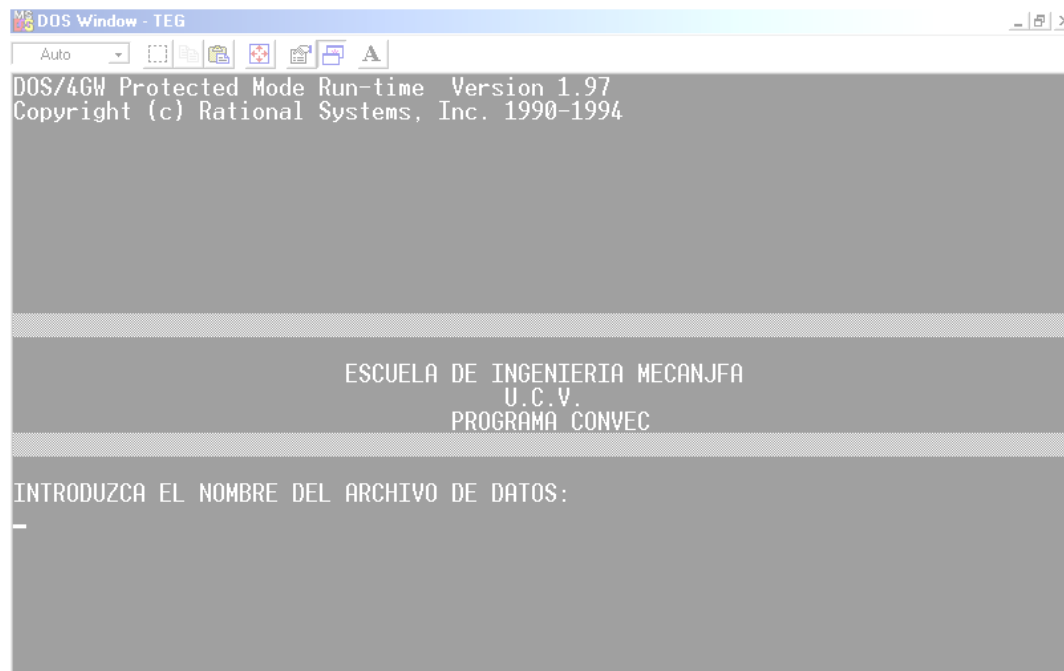 DOS Window - TEG
Auto
A
DOS/4GW Protected Mode Run-time  Version 1.97
Copyright (c) Rational Systems, Inc. 1990-1994
ESCUELA DE INGENIERIA MECANJFA
U.C.V.
PROGRAMA CONVEC
INTRODUZCA EL NOMBRE DEL ARCHIVO DE DATOS: